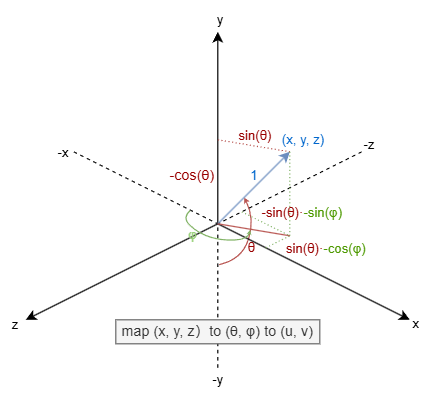 y
sin(θ)
(x, y, z)
-x
-z
-cos(θ)
1
-sin(θ)·-sin(φ)
φ
θ
sin(θ)·-cos(φ)
z
x
map (x, y, z)  to (θ, φ) to (u, v)
-y